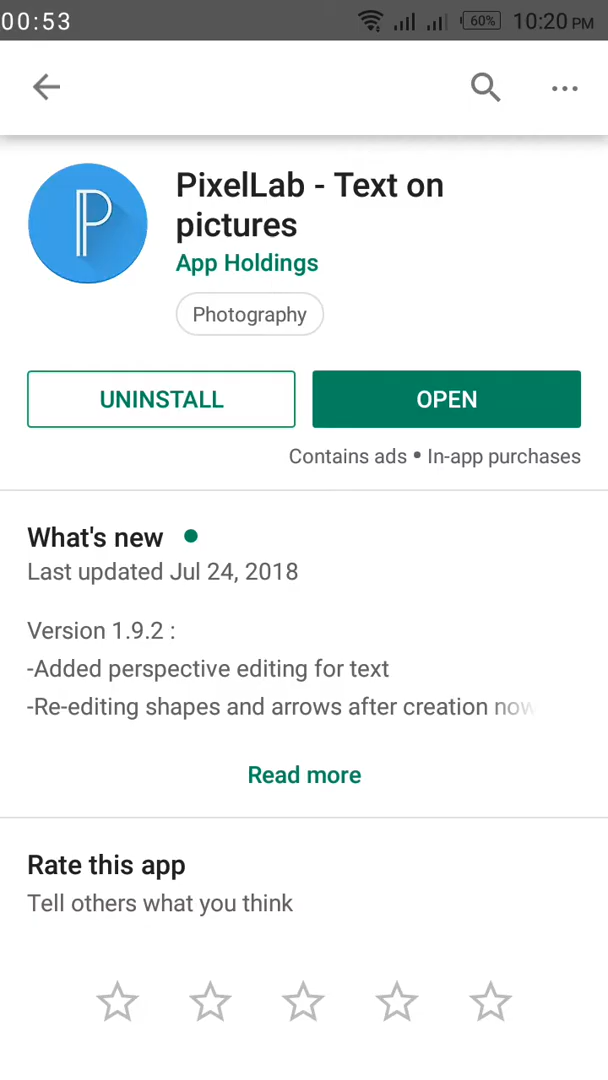 00:53 60% 10:20 PM
PixelLab - Text on
pictures
App Holdings
Photography
UNINSTALL OPEN
Contains ads • In-app purchases
What's new
Last updated Jul 24, 2018
Version 1.9.2 :
-Added perspective editing for text
-Re-editing shapes and arrows after creation now
Read more
Rate this app
Tell others what you think